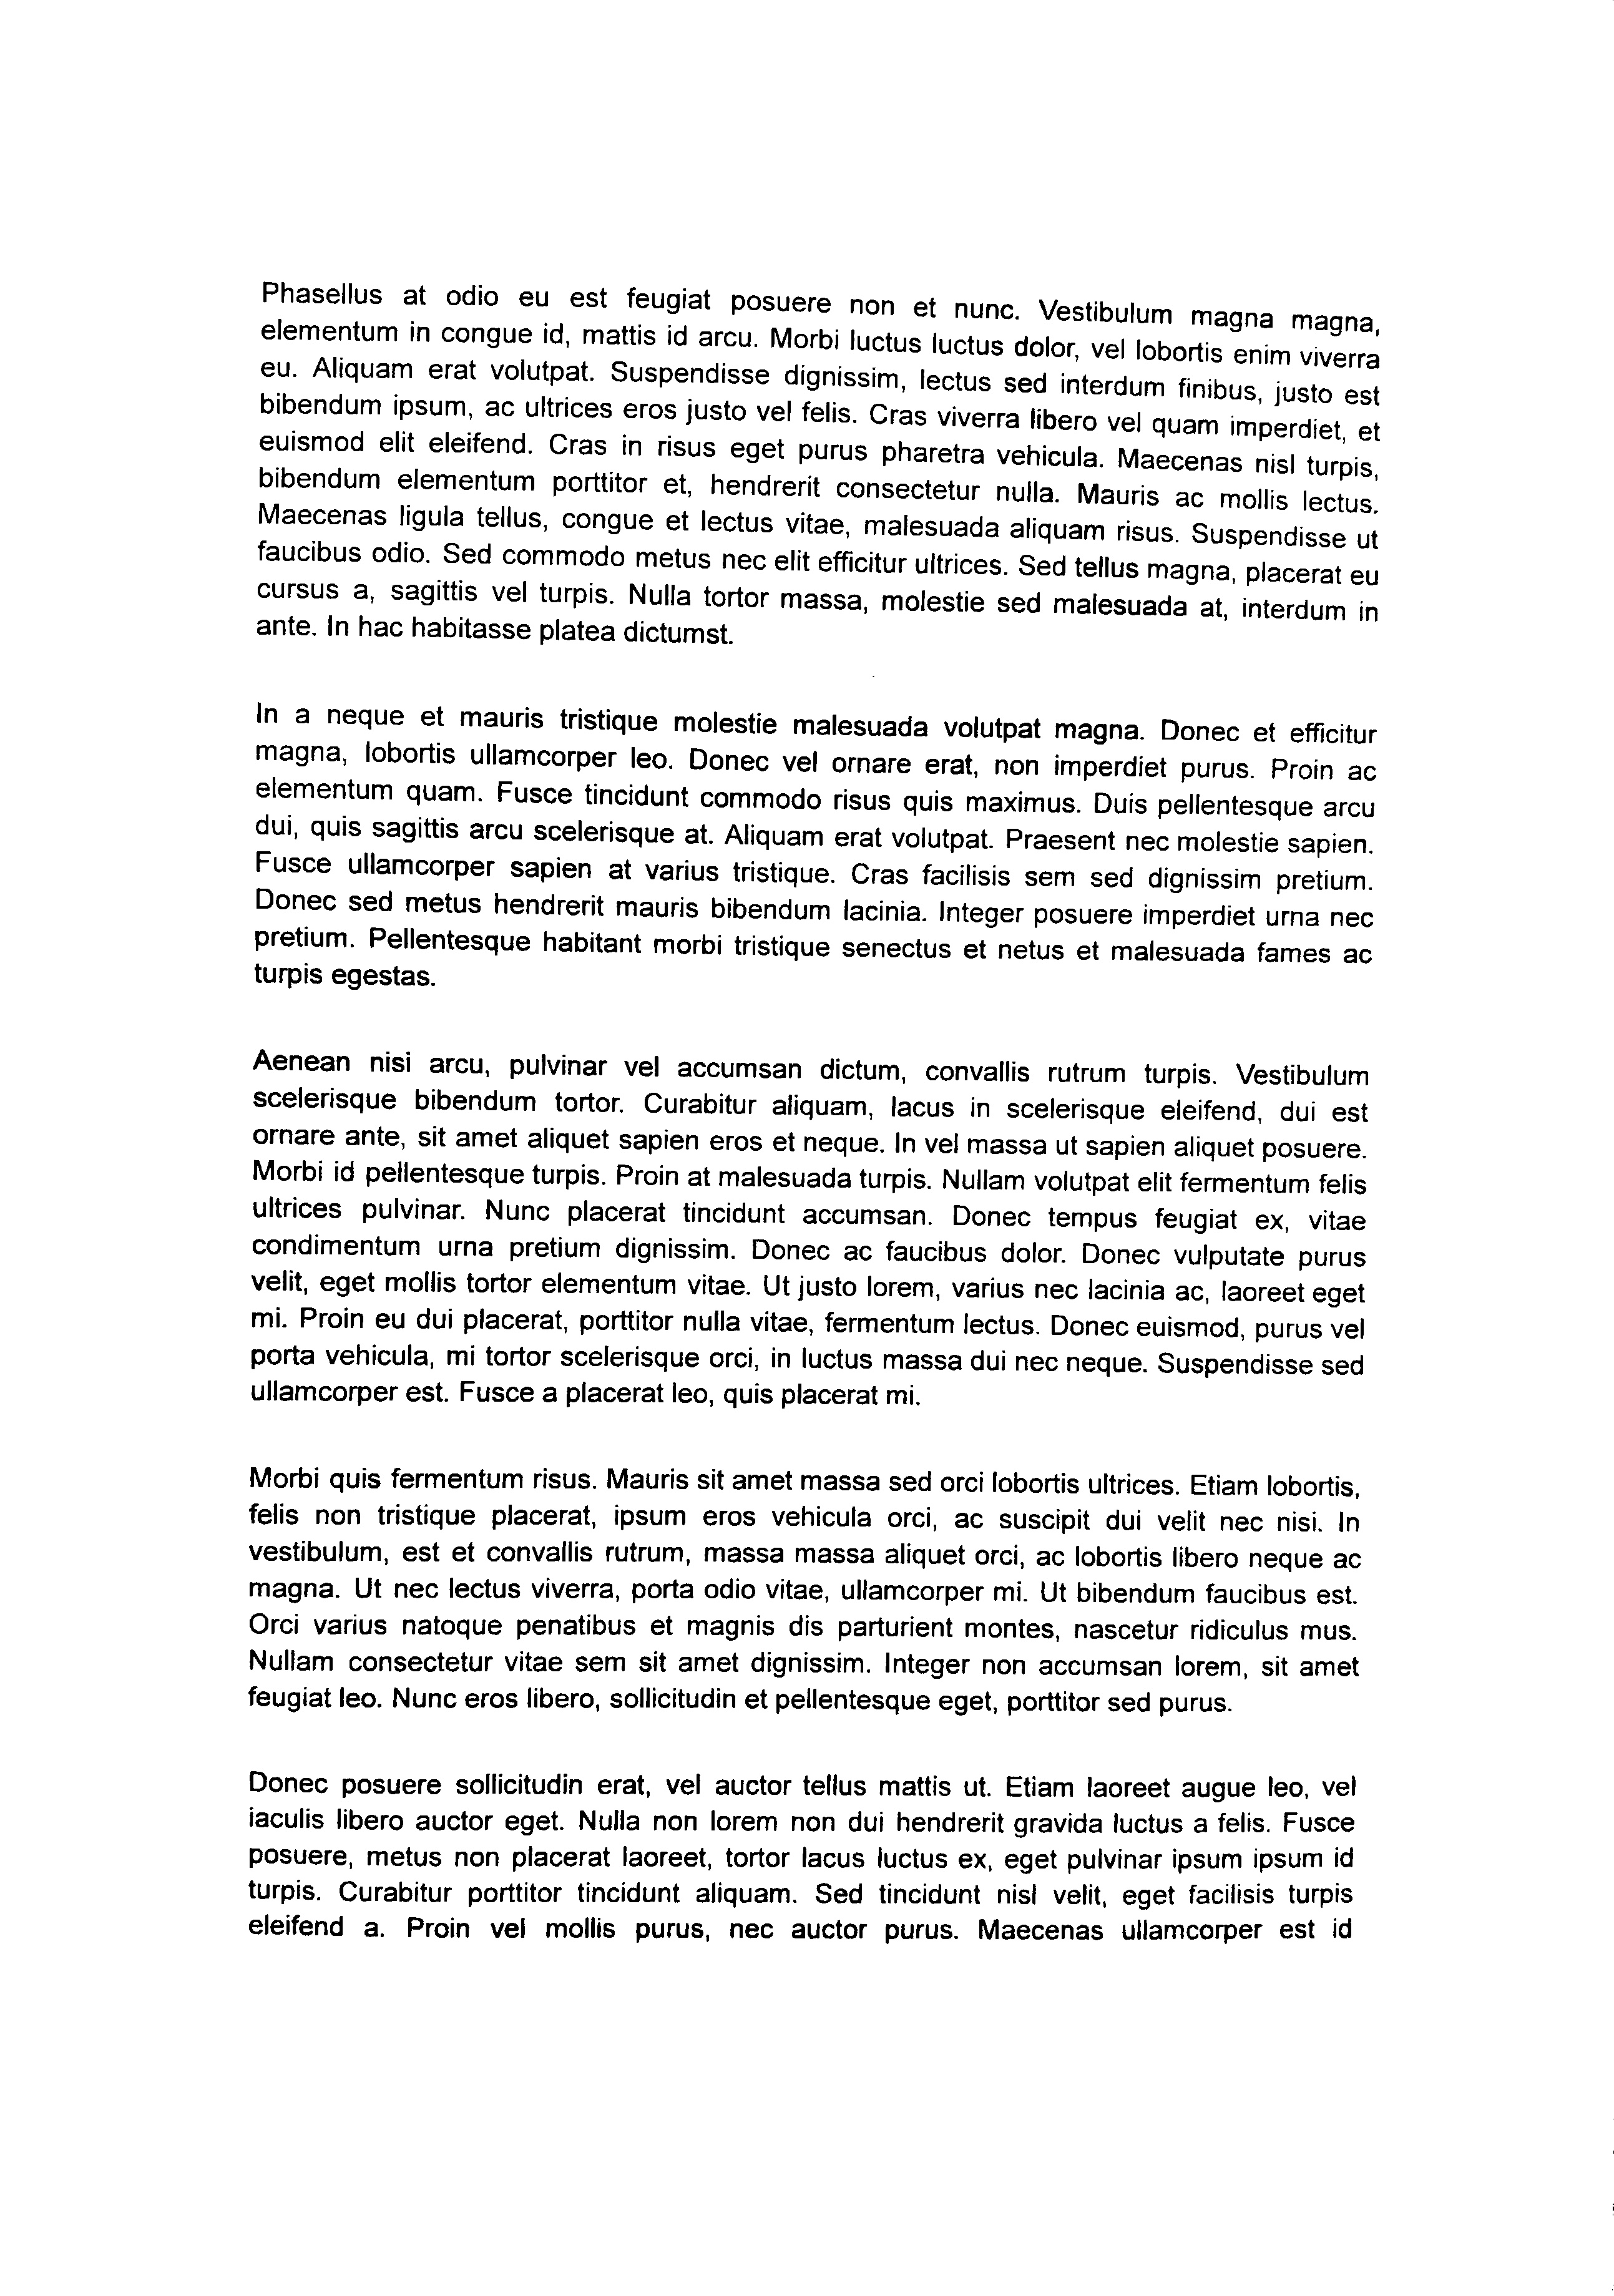 Phasellus at odio eu est feugiat posuere non et nunc. Vestibulum magna magna,
elementum in congue id, mattis id arcu. Morbi luctus luctus dolor, vel lobortis enim viverra
eu. Aliquam erat volutpat. Suspendisse dignissim, lectus sed interdum finibus, justo est
bibendum ipsum, ac ultrices eros justo vel felis. Cras viverra libero vel quam imperdiet, et
euismod elit eleifend. Cras in risus eget purus pharetra vehicula. Maecenas nisl turpis,
bibendum elementum porttitor et, hendrerit consectetur nulla. Mauris ac mollis lectus.
Maecenas ligula tellus, congue et lectus vitae, malesuada aliquam risus. Suspendisse ut
faucibus odio. Sed commodo metus nec elit efficitur ultrices. Sed tellus magna, placerat eu
cursus a, sagittis vel turpis. Nulla tortor massa, molestie sed malesuada at, interdum in
ante. In hac habitasse platea dictumst.

In a neque et mauris tristique molestie malesuada volutpat magna. Donec et efficitur
magna, lobortis ullamcorper leo. Donec vel ornare erat, non imperdiet purus. Proin ac
elementum quam. Fusce tincidunt commodo risus quis maximus. Duis pellentesque arcu
dui, quis sagittis arcu scelerisque at. Aliquam erat volutpat. Praesent nec molestie sapien.
Fusce ullamcorper sapien at varius tristique. Cras facilisis sem sed dignissim pretium.
Donec sed metus hendrerit mauris bibendum lacinia. Integer posuere imperdiet urna nec
pretium. Pellentesque habitant morbi tristique senectus et netus et malesuada fames ac
turpis egestas.

Aenean nisi arcu, pulvinar vel accumsan dictum, convallis rutrum turpis. Vestibulum
scelerisque bibendum tortor. Curabitur aliquam, lacus in scelerisque eleifend, dui est
ornare ante, sit amet aliquet sapien eros et neque. In vel massa ut sapien aliquet posuere.
Morbi id pellentesque turpis. Proin at malesuada turpis. Nullam volutpat elit fermentum felis
ultrices pulvinar. Nunc placerat tincidunt accumsan. Donec tempus feugiat ex, vitae
condimentum urna pretium dignissim. Donec ac faucibus dolor. Donec vulputate purus
velit, eget mollis tortor elementum vitae. Ut justo lorem, varius nec lacinia ac, laoreet eget
mi. Proin eu dui placerat, porttitor nulla vitae, fermentum lectus. Donec euismod, purus vel
porta vehicula, mi tortor scelerisque orci, in luctus massa dui nec neque. Suspendisse sed
ullamcorper est. Fusce a placerat leo, quis placerat mi.

Morbi quis fermentum risus. Mauris sit amet massa sed orci lobortis ultrices. Etiam lobortis,
felis non tristique placerat, ipsum eros vehicula orci, ac suscipit dui velit nec nisi. In
vestibulum, est et convallis rutrum, massa massa aliquet orci, ac lobortis libero neque ac
magna. Ut nec lectus viverra, porta odio vitae, ullamcorper mi. Ut bibendum faucibus est.
Orci varius natoque penatibus et magnis dis parturient montes, nascetur ridiculus mus.
Nullam consectetur vitae sem sit amet dignissim. Integer non accumsan lorem, sit amet
feugiat leo. Nunc eros libero, sollicitudin et pellentesque eget, porttitor sed purus.

Donec posuere sollicitudin erat, vel auctor tellus mattis ut. Etiam laoreet augue leo, vel
iaculis libero auctor eget. Nulla non lorem non dui hendrerit gravida luctus a felis. Fusce
posuere, metus non placerat laoreet, tortor lacus luctus ex, eget pulvinar ipsum ipsum id
turpis. Curabitur porttitor tincidunt aliquam. Sed tincidunt nisl velit, eget facilisis turpis
eleifend a. Proin vel mollis purus, nec auctor purus. Maecenas ullamcorper est id